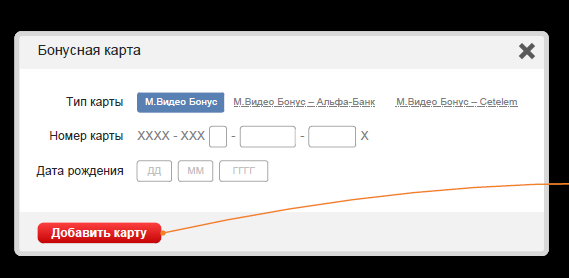 Бонусная карта
Тип карты М.Видео Бонус М.Видео Бонус – Альфа-Банк М.Видео Бонус – Cetelem
Номер карты XXXX - XXX - - X
Дата рождения ДД ММ ГГГГ
Добавить карту